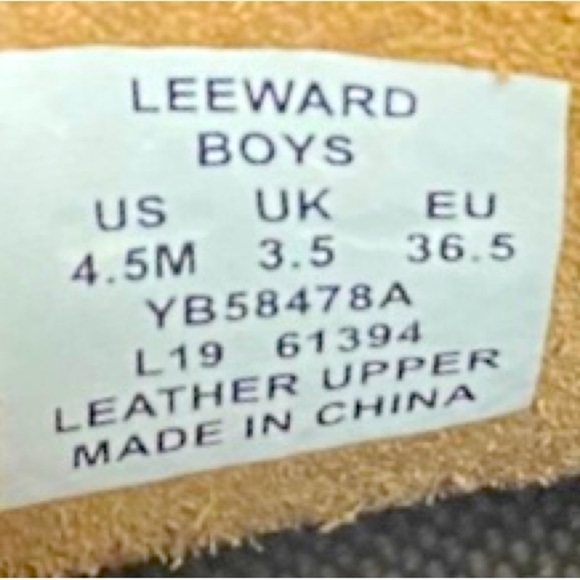 LEEWARD
BOYS
US UK EU
4.5M 3.5 36.5
YB58478A
L19 61394
LEATHER UPPER
MADE IN CHINA